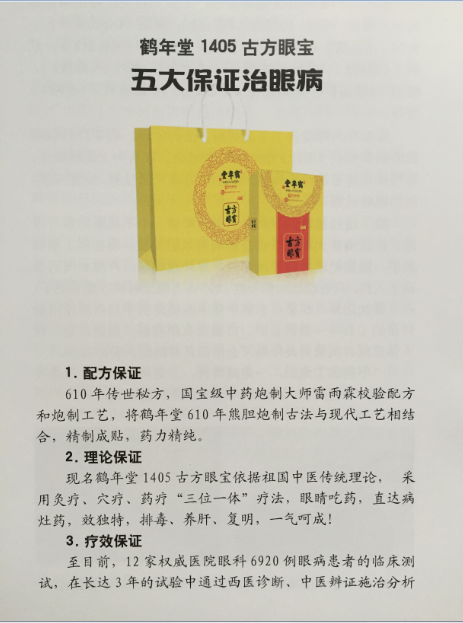 鹤年堂 1405 古方眼宝
五大保证治眼病
堂年鹤
古方
眼宝
堂年鹤
古方
眼宝
1. 配方保证
610 年传世秘方，国宝级中药炮制大师雷雨霖校验配方
和炮制工艺，将鹤年堂 610 年熊胆炮制古法与现代工艺相结
合，精制成贴，药力精纯。
2. 理论保证
现名鹤年堂 1405 古方眼宝依据祖国中医传统理论， 采
用灸疗、穴疗、药疗“三位一体”疗法，眼睛吃药，直达病
灶药，效独特，排毒、养肝、复明，一气呵成！
3. 疗效保证
至目前，12 家权威医院眼科 6920 例眼病患者的临床测
试，在长达 3 年的试验中通过西医诊断、中医辨证施治分析